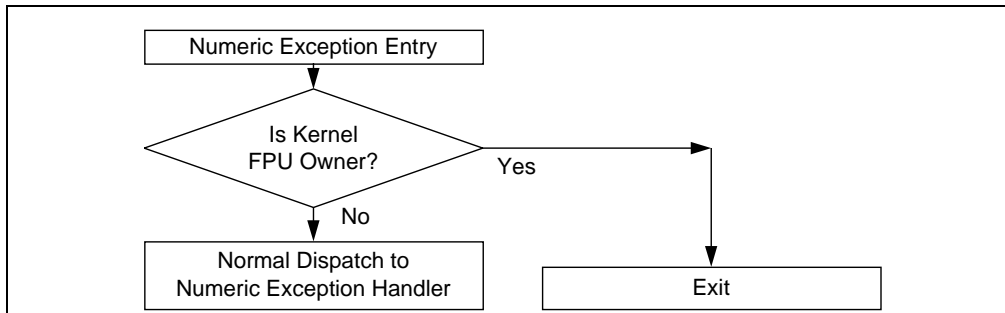 Numeric Exception Entry
Is Kernel
FPU Owner?
Yes
No
Normal Dispatch to
Numeric Exception Handler
Exit